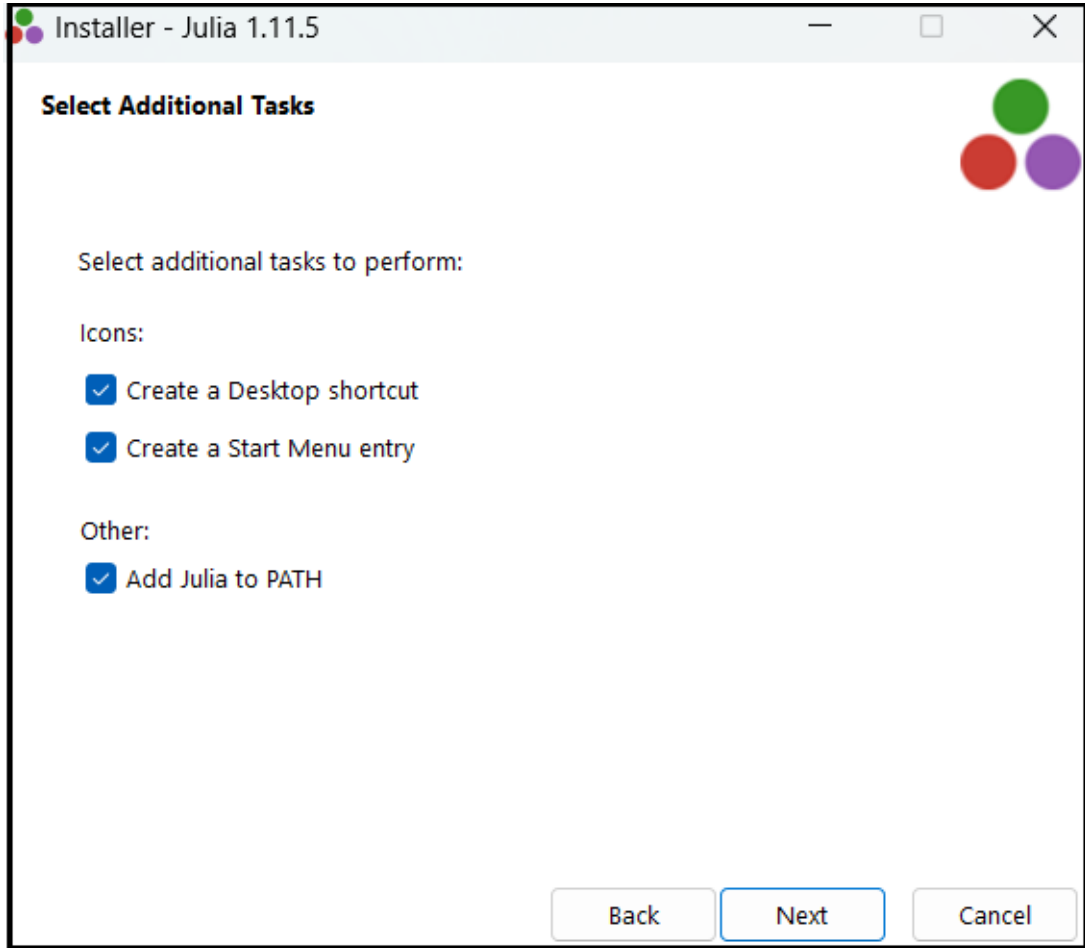 Installer - Julia 1.11.5
Select Additional Tasks
Select additional tasks to perform:
Icons:
Create a Desktop shortcut
Create a Start Menu entry
Other:
Add Julia to PATH
Back Next Cancel